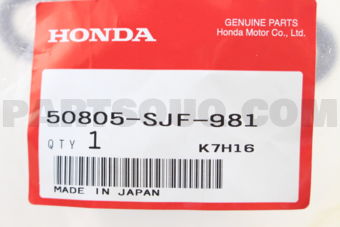 HONDA
GENUINE PARTS
Honda Motor Co., Ltd.
50805-SJF-981
QTY 1 K7H16
MADE IN JAPAN
PARTSOUQ.COM